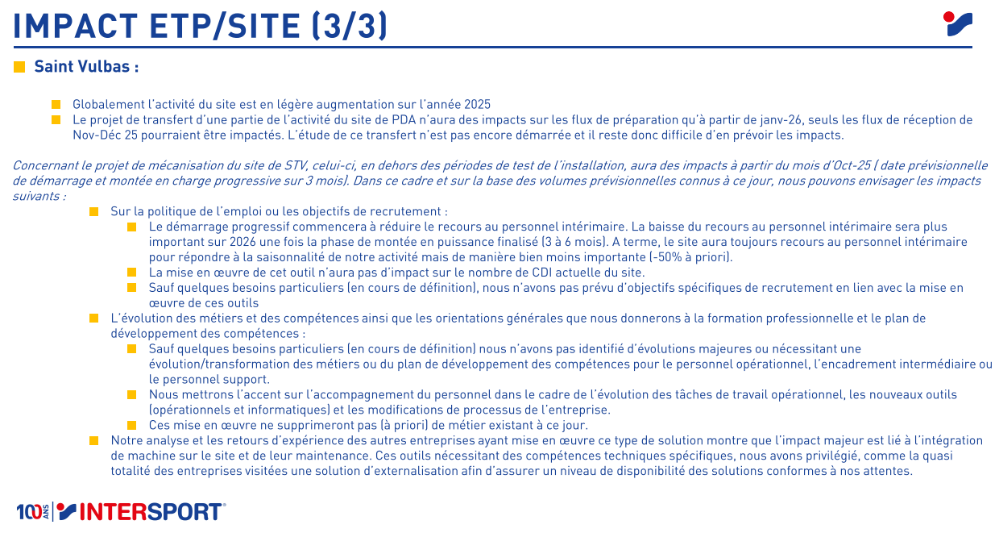 IMPACT ETP/SITE (3/3)
Saint Vulbas :
Globalement l'activité du site est en légère augmentation sur l'année 2025
Le projet de transfert d'une partie de l'activité du site de PDA n'aura des impacts sur les flux de préparation qu'à partir de janv-26, seuls les flux de réception de
Nov-Déc 25 pourraient être impactés. L'étude de ce transfert n'est pas encore démarrée et il reste donc difficile d'en prévoir les impacts.
Concernant le projet de mécanisation du site de STV, celui-ci, en dehors des périodes de test de l'installation, aura des impacts à partir du mois d'Oct-25 ( date prévisionnelle
de démarrage et montée en charge progressive sur 3 mois). Dans ce cadre et sur la base des volumes prévisionnelles connus à ce jour, nous pouvons envisager les impacts
suivants :
Sur la politique de l'emploi ou les objectifs de recrutement :
Le démarrage progressif commencera à réduire le recours au personnel intérimaire. La baisse du recours au personnel intérimaire sera plus
important sur 2026 une fois la phase de montée en puissance finalisé (3 à 6 mois). A terme, le site aura toujours recours au personnel intérimaire
pour répondre à la saisonnalité de notre activité mais de manière bien moins importante (-50% à priori).
La mise en œuvre de cet outil n'aura pas d'impact sur le nombre de CDI actuelle du site.
Sauf quelques besoins particuliers (en cours de définition), nous n'avons pas prévu d'objectifs spécifiques de recrutement en lien avec la mise en
œuvre de ces outils
L'évolution des métiers et des compétences ainsi que les orientations générales que nous donnerons à la formation professionnelle et le plan de
développement des compétences :
Sauf quelques besoins particuliers (en cours de définition) nous n'avons pas identifié d'évolutions majeures ou nécessitant une
évolution/transformation des métiers ou du plan de développement des compétences pour le personnel opérationnel, l'encadrement intermédiaire ou
le personnel support.
Nous mettrons l'accent sur l'accompagnement du personnel dans le cadre de l'évolution des tâches de travail opérationnel, les nouveaux outils
(opérationnels et informatiques) et les modifications de processus de l'entreprise.
Ces mise en œuvre ne supprimeront pas (à priori) de métier existant à ce jour.
Notre analyse et les retours d'expérience des autres entreprises ayant mise en œuvre ce type de solution montre que l'impact majeur est lié à l'intégration
de machine sur le site et de leur maintenance. Ces outils nécessitant des compétences techniques spécifiques, nous avons privilégié, comme la quasi
totalité des entreprises visitées une solution d'externalisation afin d'assurer un niveau de disponibilité des solutions conformes à nos attentes.
100 ANS INTERSPORT®